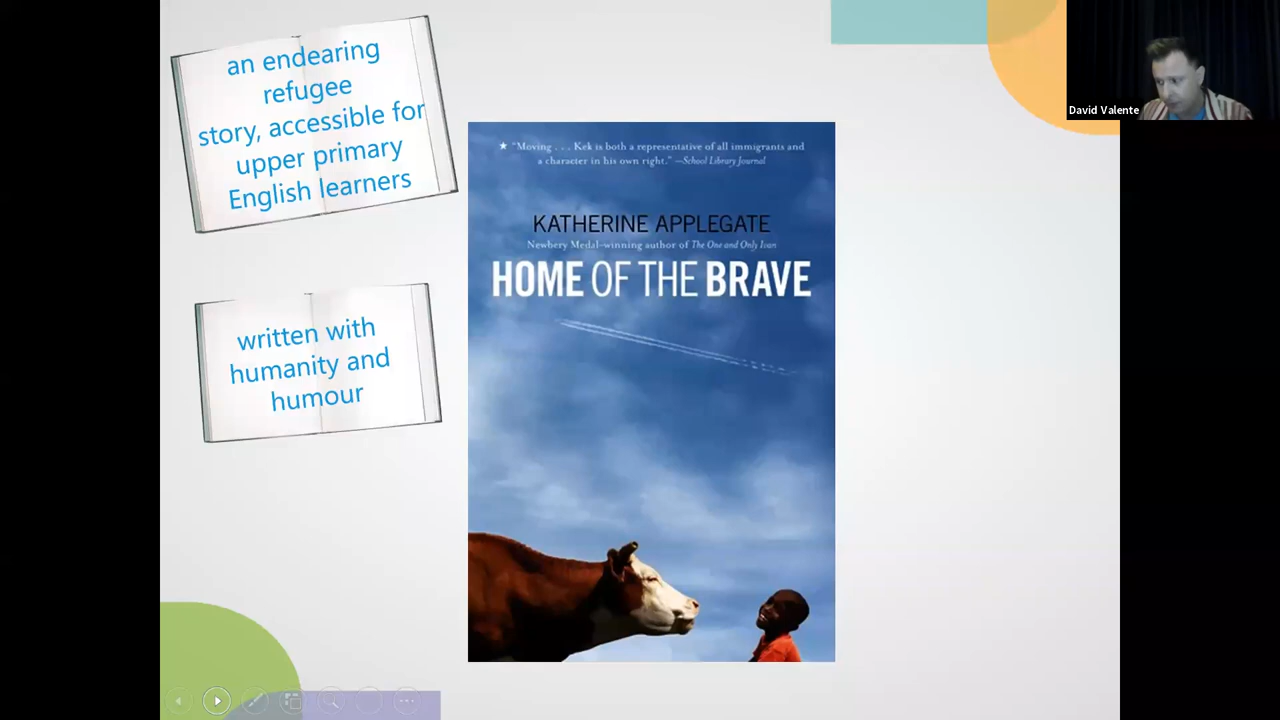 an endearing
refugee
story, accessible for
upper primary
English learners
written with
humanity and
humour
★ “Moving . . . Kek is both a representative of all immigrants and
a character in his own right.” —School Library Journal
KATHERINE APPLEGATE
Newbery Medal–winning author of The One and Only Ivan
HOME OF THE BRAVE
David Valente